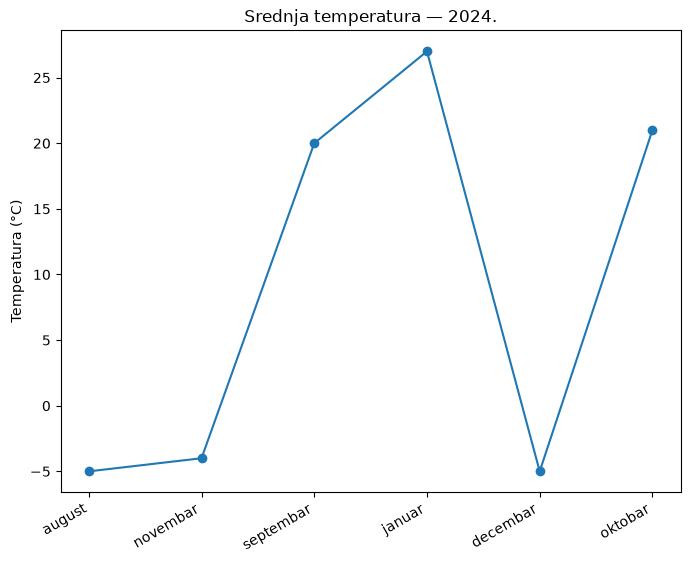 Srednja temperatura — 2024.
Temperatura (°C)
25
20
15
10
5
0
−5
august
novembar
septembar
januar
decembar
oktobar